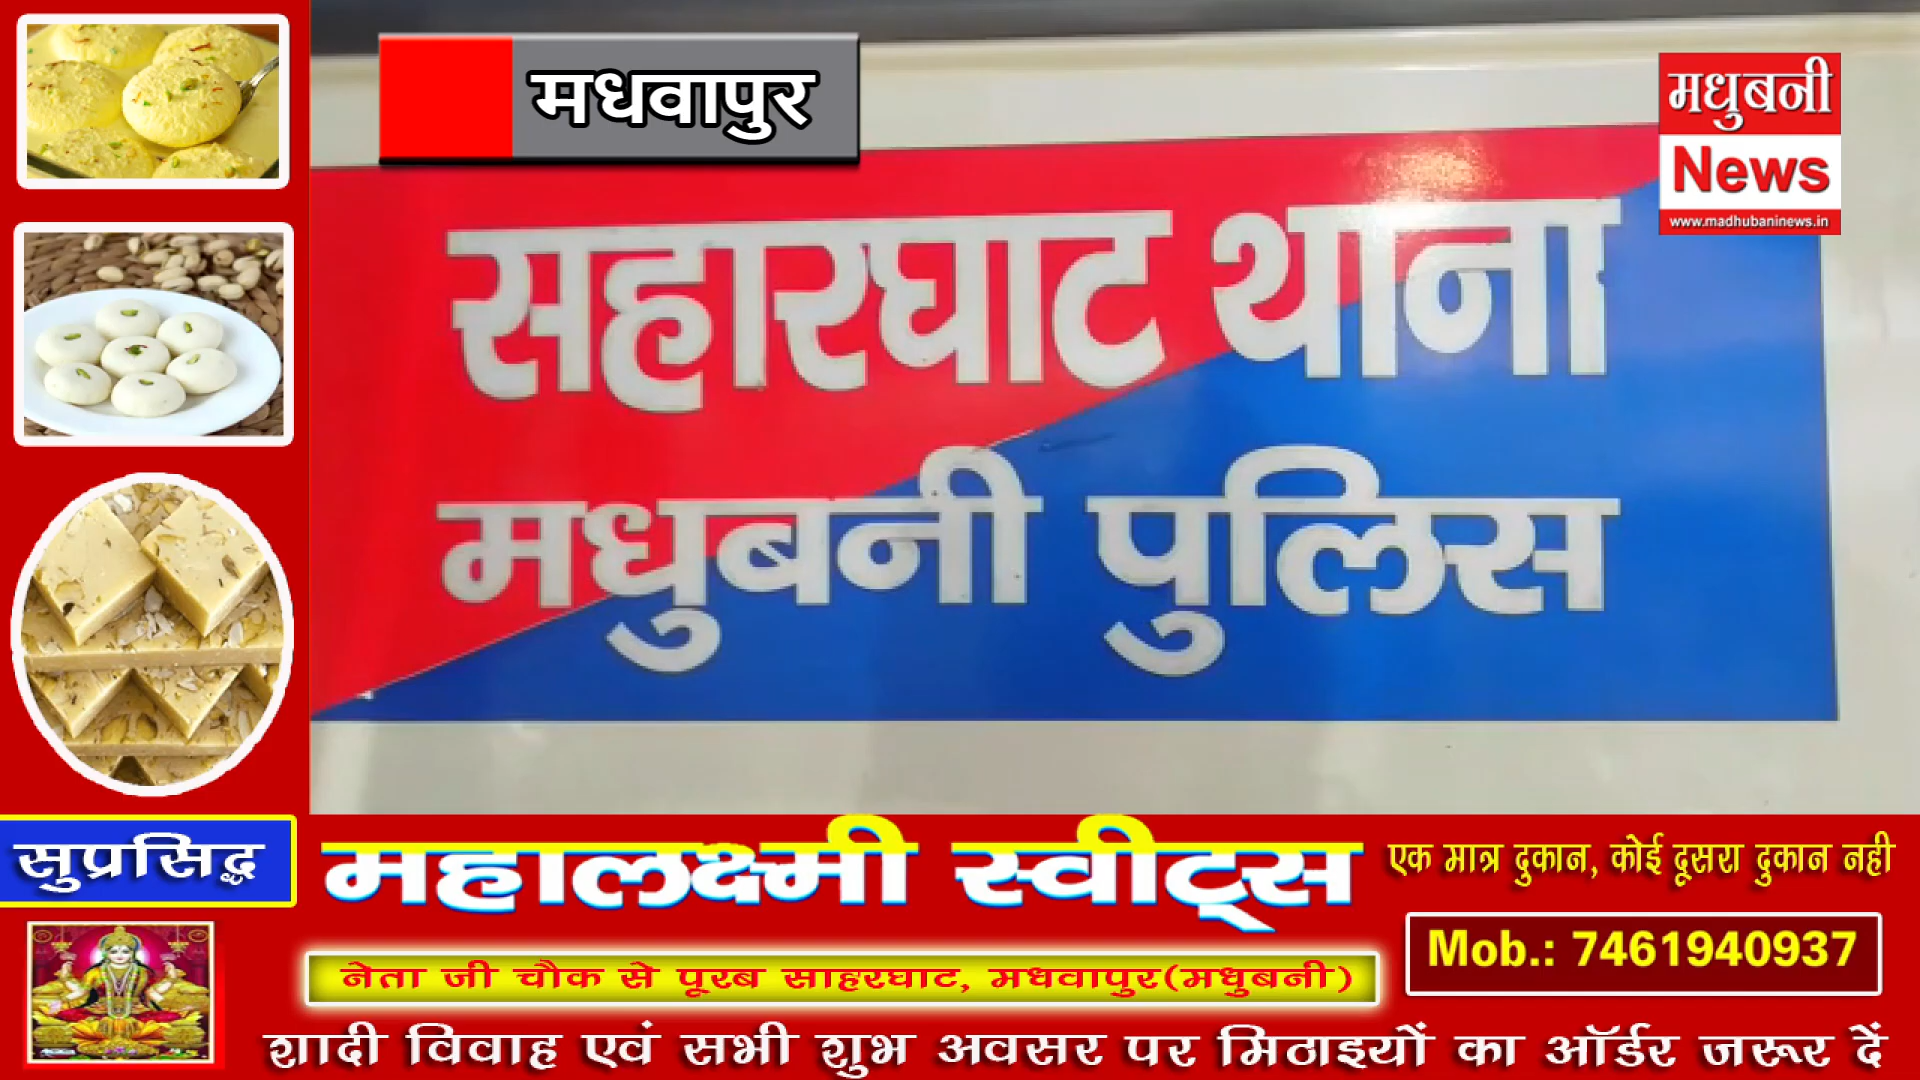 मधवापुर
मधुबनी
News
www.madhubaninews.in
सहारघाट थाना
मधुबनी पुलिस
सुप्रसिद्ध
महालक्ष्मी स्वीट्स
एक मात्र दुकान, कोई दूसरा दुकान नही
Mob.: 7461940937
नेता जी चौक से पूरब साहरघाट, मधवापुर(मधुबनी)
शादी विवाह एवं सभी शुभ अवसर पर मिठाइयों का ऑर्डर जरूर दें